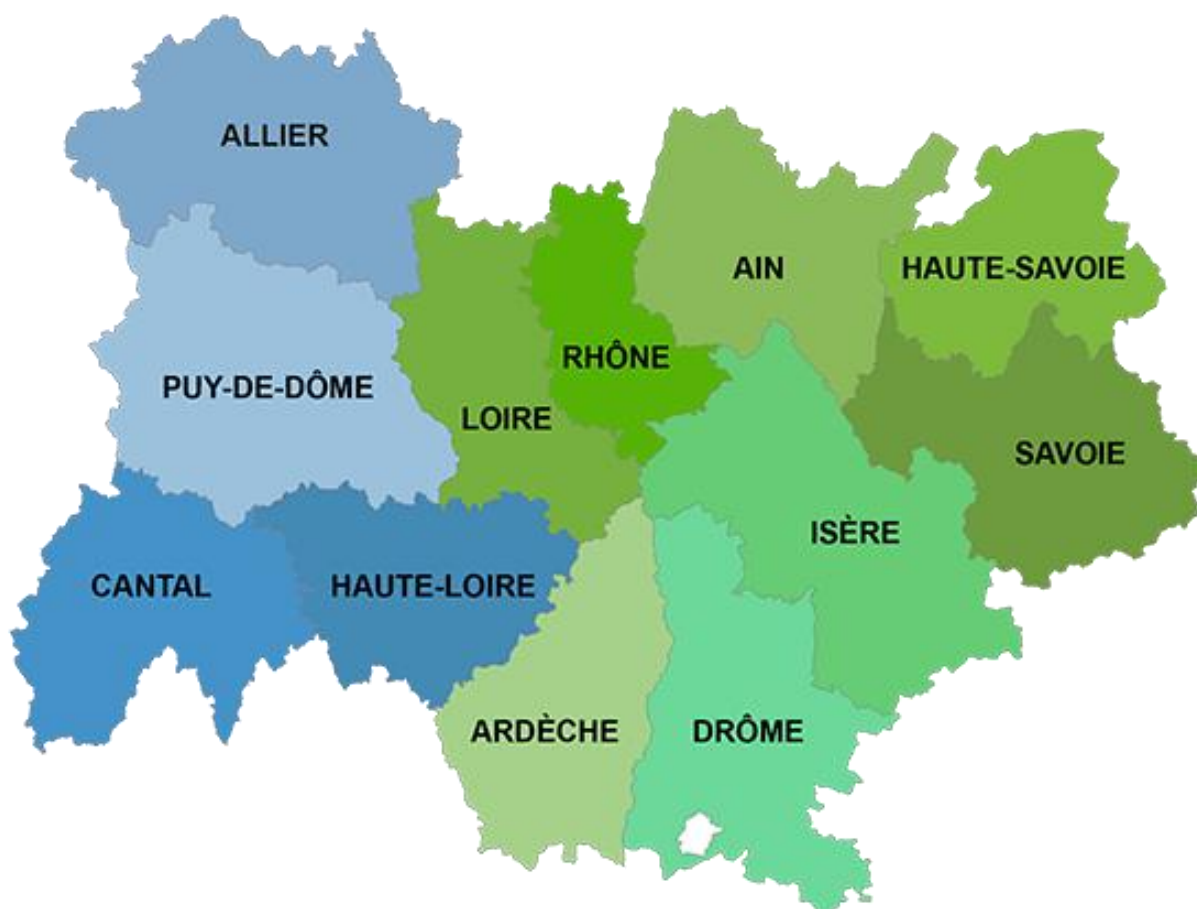 ALLIER
AIN
HAUTE-SAVOIE
RHÔNE
PUY-DE-DÔME
LOIRE
SAVOIE
ISÈRE
CANTAL
HAUTE-LOIRE
ARDÈCHE
DRÔME